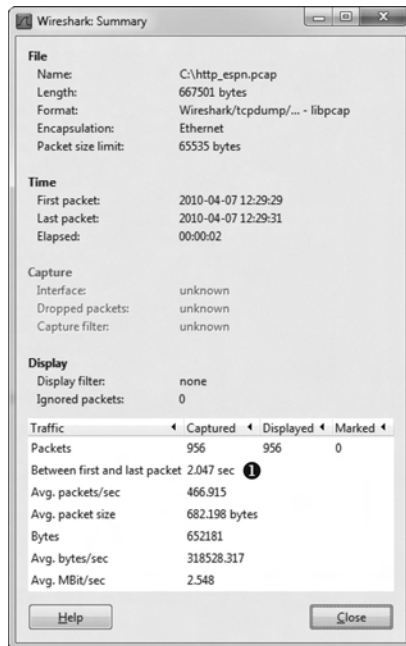 Wireshark: Summary
File
Name: C:\http_espn.pcap
Length: 667501 bytes
Format: Wireshark/tcpdump/... - libpcap
Encapsulation: Ethernet
Packet size limit: 65535 bytes
Time
First packet: 2010-04-07 12:29:29
Last packet: 2010-04-07 12:29:31
Elapsed: 00:00:02
Capture
Interface: unknown
Dropped packets: unknown
Capture filter: unknown
Display
Display filter: none
Ignored packets: 0
Traffic Captured Displayed Marked
Packets 956 956 0
Between first and last packet 2.047 sec ❶
Avg. packets/sec 466.915
Avg. packet size 682.198 bytes
Bytes 652181
Avg. bytes/sec 318528.317
Avg. MBit/sec 2.548
Help Close